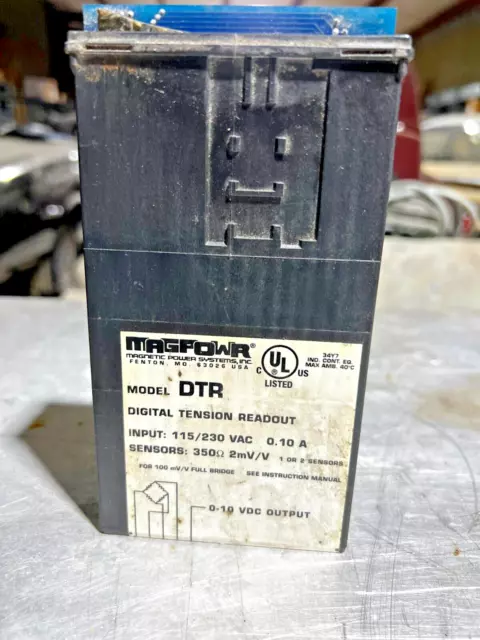 MAGPOWR®
MAGNETIC POWER SYSTEMS, INC.
FENTON, MO. 63026 USA
C UL US
LISTED
34Y7
IND. CONT. EQ.
MAX AMB. 40°C
MODEL DTR
DIGITAL TENSION READOUT
INPUT: 115/230 VAC 0.10 A
SENSORS: 350Ω 2mV/V 1 OR 2 SENSORS
FOR 100 mV/V FULL BRIDGE SEE INSTRUCTION MANUAL
0-10 VDC OUTPUT